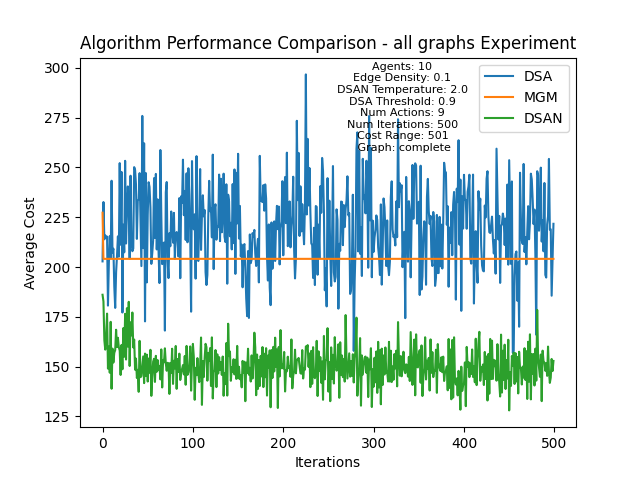 Algorithm Performance Comparison - all graphs Experiment
300
275
250
225
200
175
150
125
Average Cost
Agents: 10
Edge Density: 0.1
DSAN Temperature: 2.0
DSA Threshold: 0.9
Num Actions: 9
Num Iterations: 500
Cost Range: 501
Graph: complete
DSA
MGM
DSAN
0
100
200
300
400
500
Iterations